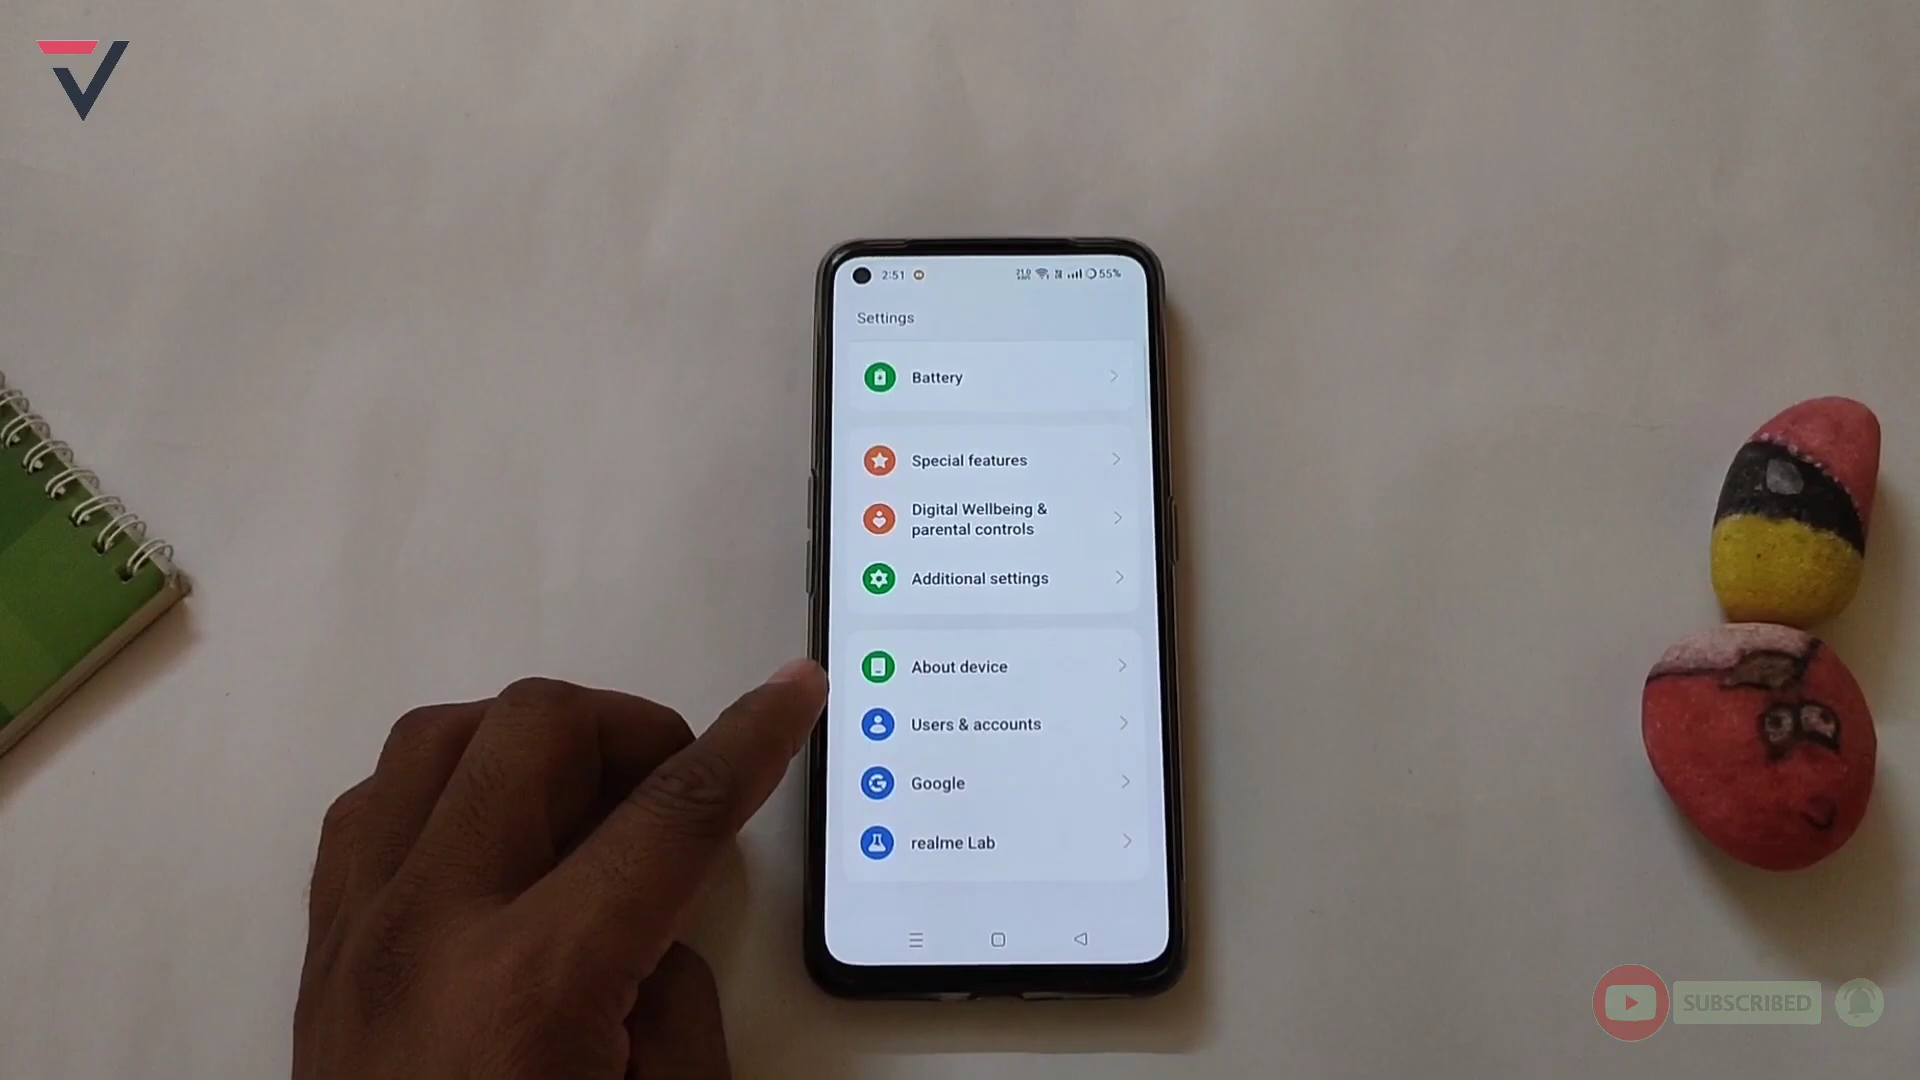 2:51
55%
Settings
Battery
Special features
Digital Wellbeing &
parental controls
Additional settings
About device
Users & accounts
Google
realme Lab
SUBSCRIBED